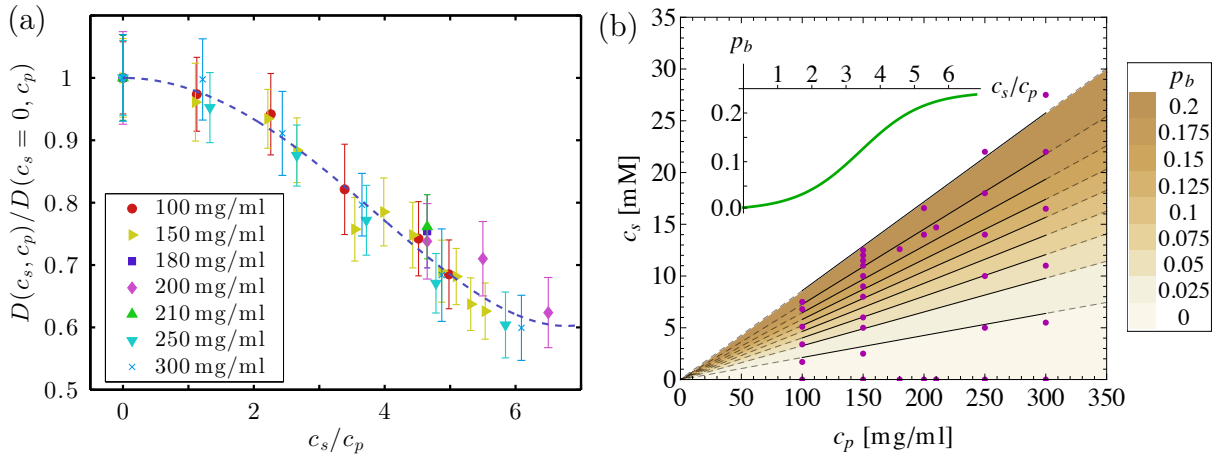 (a)
D(c_s, c_p)/D(c_s = 0, c_p)
1
0.9
0.8
0.7
0.6
0.5
0 2 4 6
c_s/c_p
100 mg/ml
150 mg/ml
180 mg/ml
200 mg/ml
210 mg/ml
250 mg/ml
300 mg/ml
(b)
c_s [mM]
35
30
25
20
15
10
5
0
0 50 100 150 200 250 300 350
c_p [mg/ml]
p_b
1 2 3 4 5 6
c_s/c_p
0.2
0.1
0.0
p_b
0.2
0.175
0.15
0.125
0.1
0.075
0.05
0.025
0